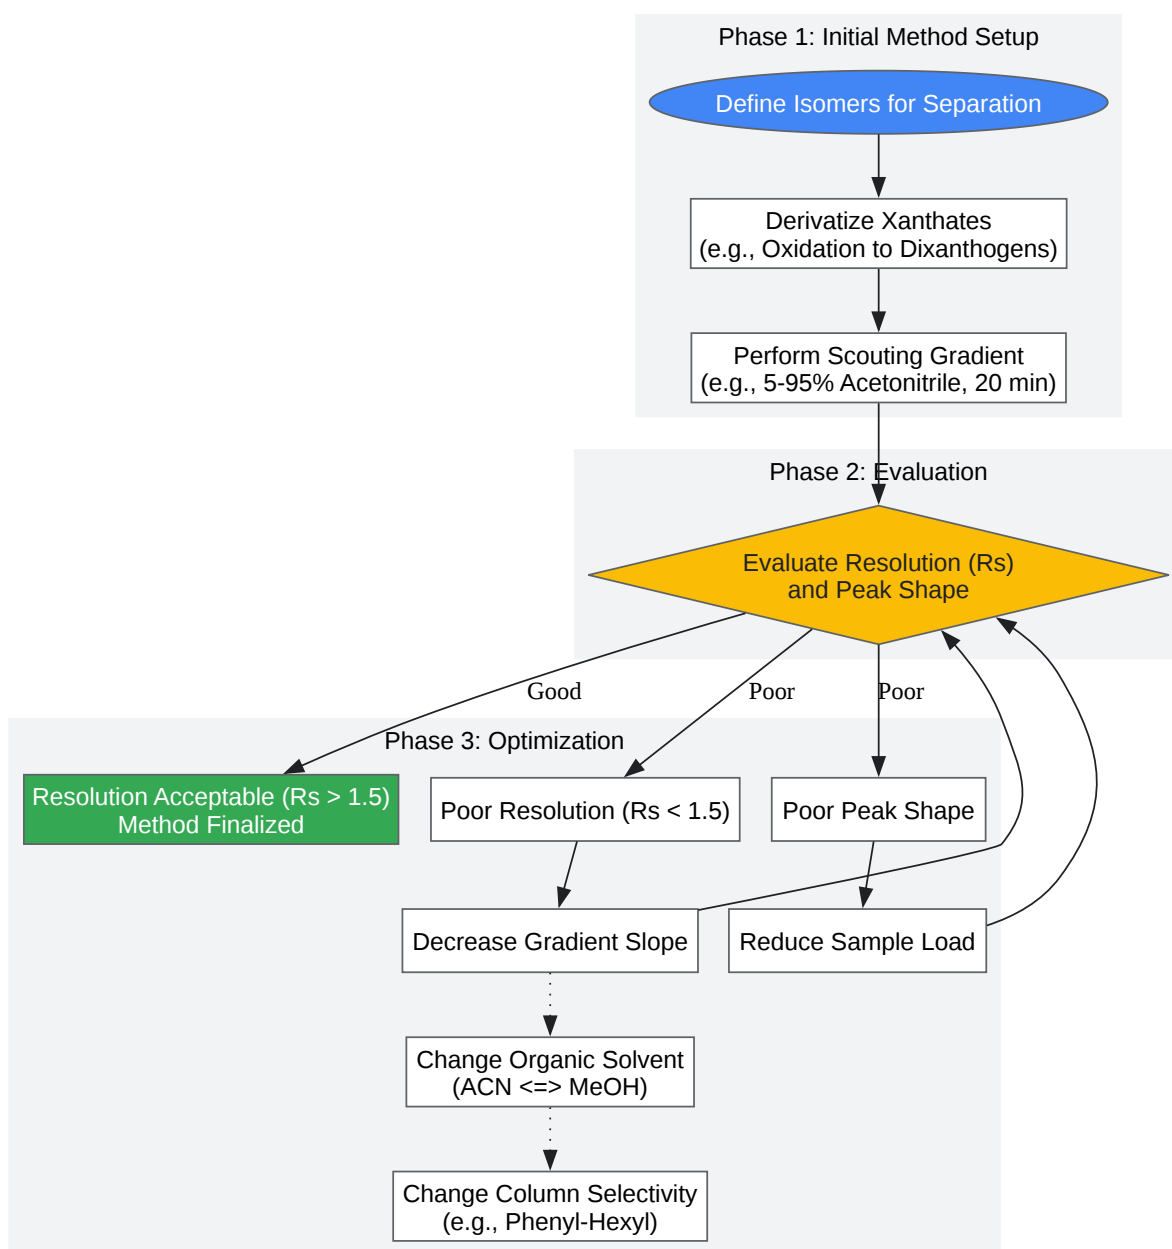 Phase 1: Initial Method Setup
Define Isomers for Separation
Derivatize Xanthates
(e.g., Oxidation to Dixanthogens)
Perform Scouting Gradient
(e.g., 5-95% Acetonitrile, 20 min)
Phase 2: Evaluation
Evaluate Resolution (Rs)
and Peak Shape
Good
Poor
Poor
Phase 3: Optimization
Resolution Acceptable (Rs > 1.5)
Method Finalized
Poor Resolution (Rs < 1.5)
Poor Peak Shape
Decrease Gradient Slope
Reduce Sample Load
Change Organic Solvent
(ACN <=> MeOH)
Change Column Selectivity
(e.g., Phenyl-Hexyl)